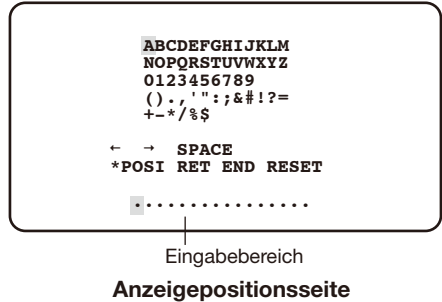 ABCDEFGHIJKLM
NOPQRSTUVWXYZ
0123456789
().,'":;&#!?=
+-*/%$
← → SPACE
*POSI RET END RESET
................
Eingabebereich
Anzeigepositionsseite